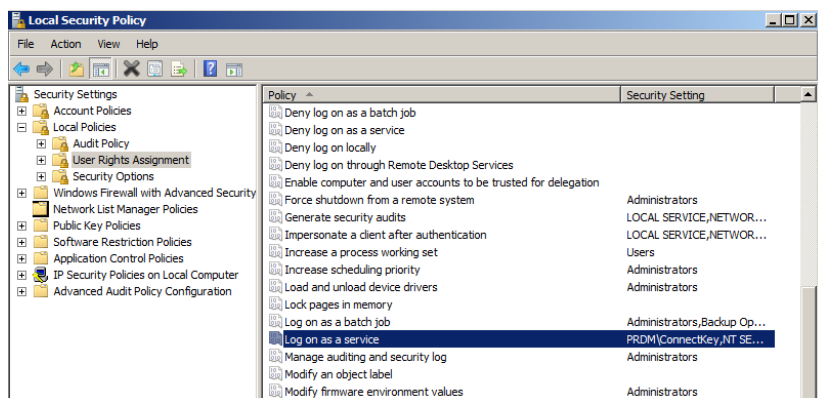 Local Security Policy
File Action View Help
Security Settings
Account Policies
Local Policies
Audit Policy
User Rights Assignment
Security Options
Windows Firewall with Advanced Security
Network List Manager Policies
Public Key Policies
Software Restriction Policies
Application Control Policies
IP Security Policies on Local Computer
Advanced Audit Policy Configuration
Policy Security Setting
Deny log on as a batch job
Deny log on as a service
Deny log on locally
Deny log on through Remote Desktop Services
Enable computer and user accounts to be trusted for delegation
Force shutdown from a remote system Administrators
Generate security audits LOCAL SERVICE,NETWOR...
Impersonate a client after authentication LOCAL SERVICE,NETWOR...
Increase a process working set Users
Increase scheduling priority Administrators
Load and unload device drivers Administrators
Lock pages in memory
Log on as a batch job Administrators,Backup Op...
Log on as a service PRDM\ConnectKey,NT SE...
Manage auditing and security log Administrators
Modify an object label
Modify firmware environment values Administrators